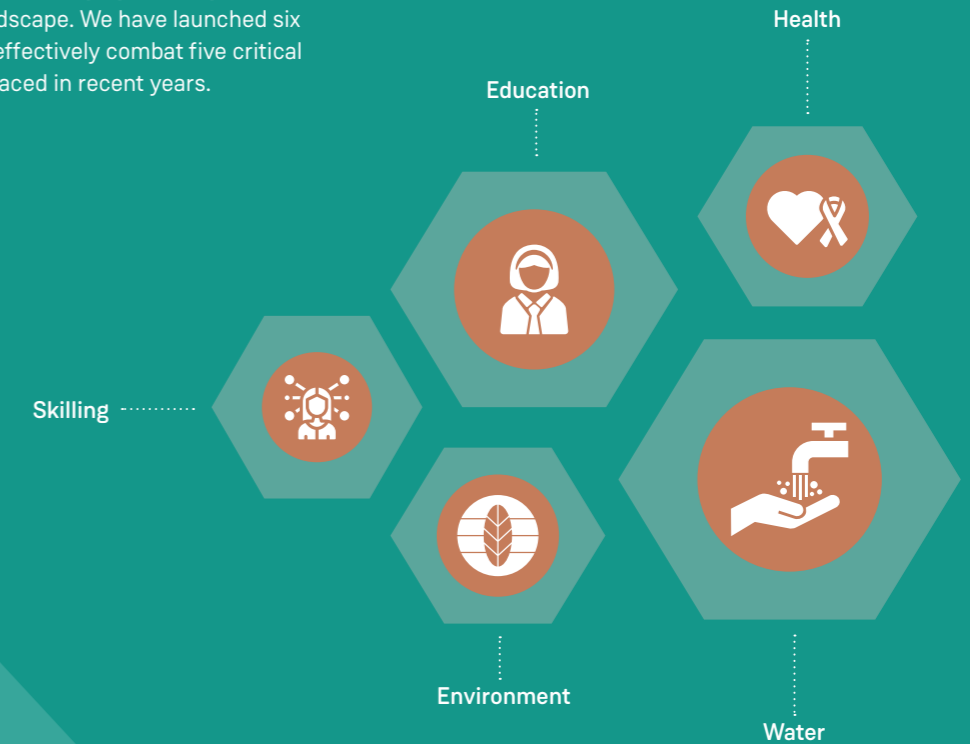 dscape. We have launched six
effectively combat five critical
aced in recent years.
Health
Education
Skilling
Environment
Water